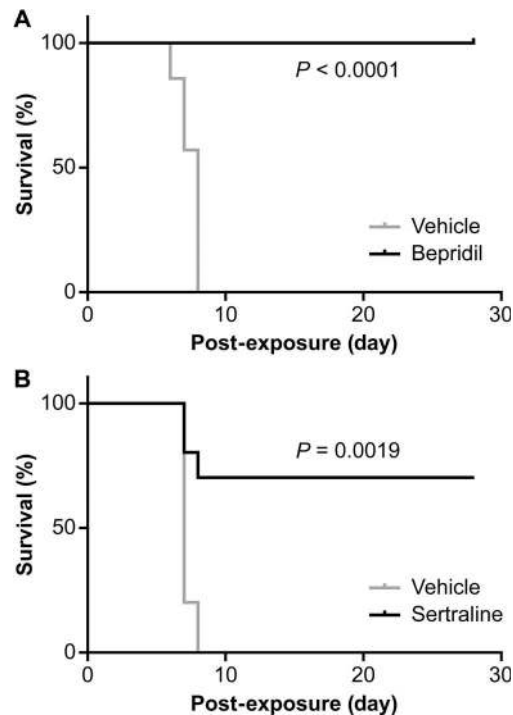 A
100
P < 0.0001
Survival (%)
50
Vehicle
Bepridil
0
0 10 20 30
Post-exposure (day)
B
100
P = 0.0019
Survival (%)
50
Vehicle
Sertraline
0
0 10 20 30
Post-exposure (day)